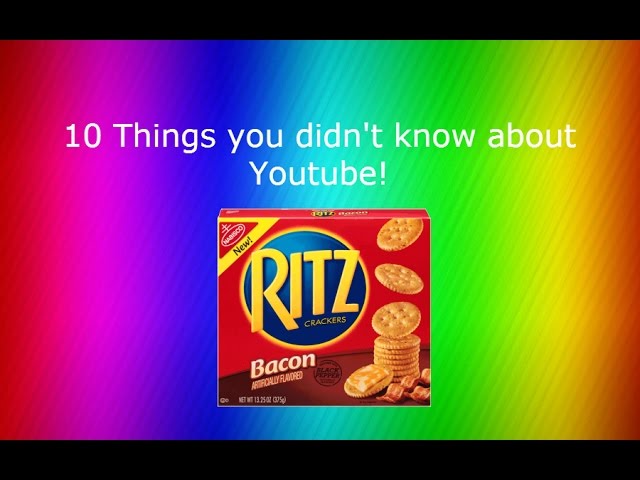 10 Things you didn't know about
Youtube!
RITZ Bacon
NABISCO
New!
RITZ
CRACKERS
Bacon
ARTIFICIALLY FLAVORED
BLACK
PEPPER
NET WT 13.25 OZ (375g)